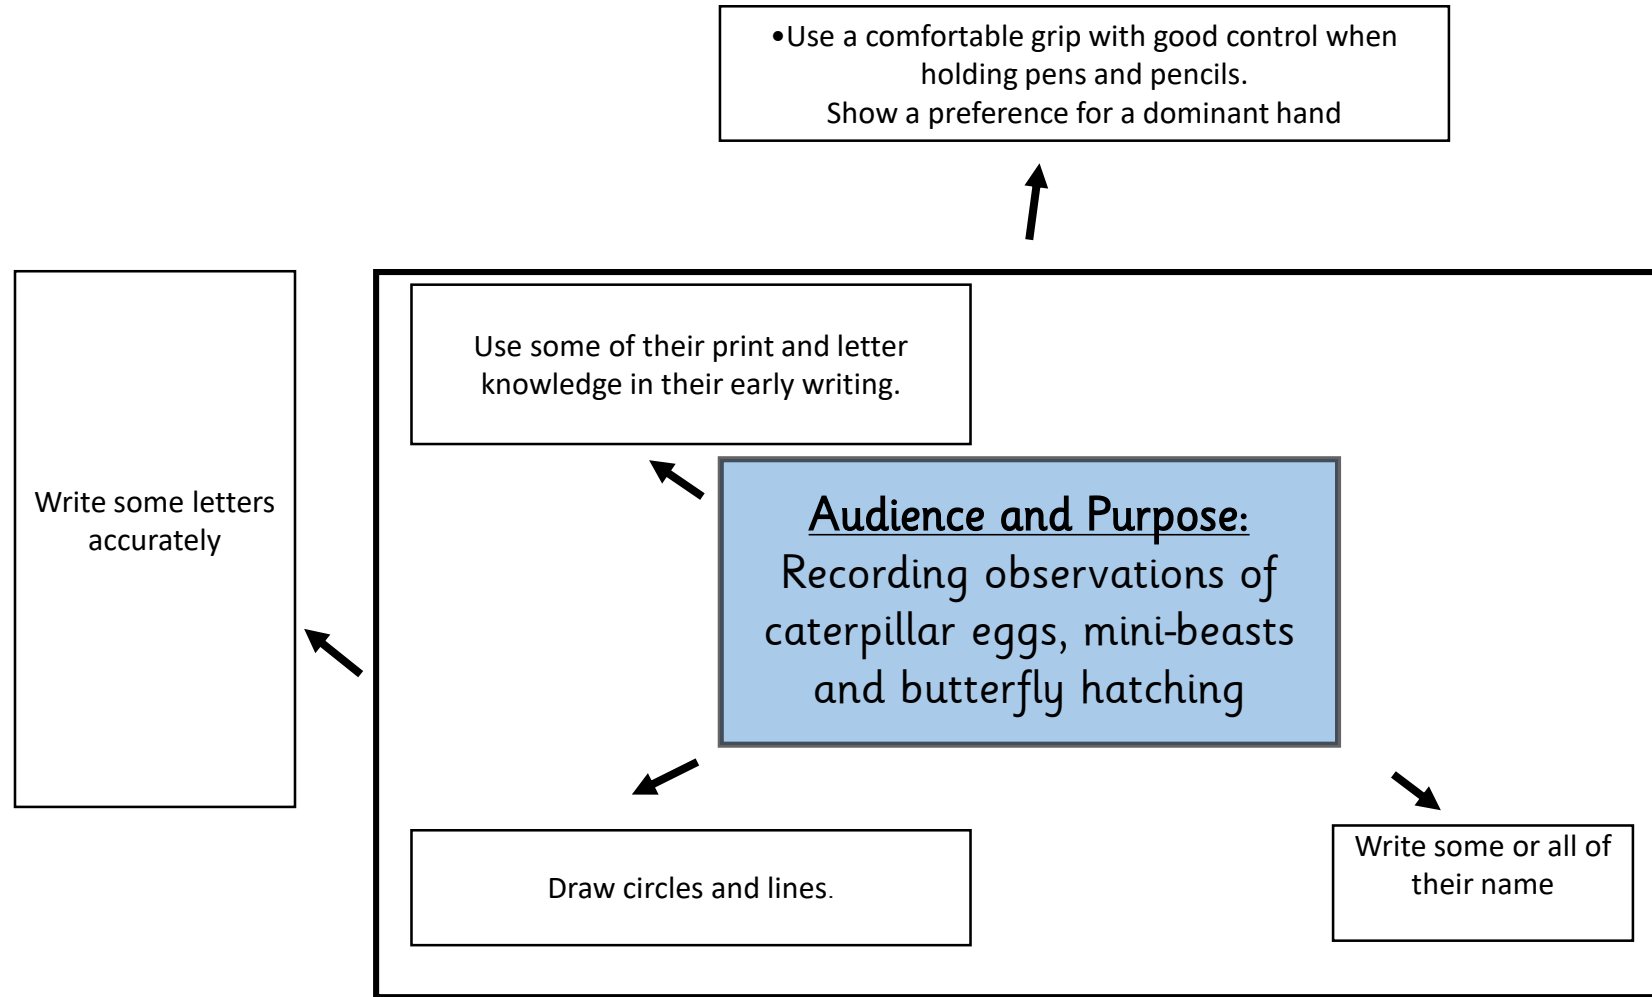 •Use a comfortable grip with good control when
holding pens and pencils.
Show a preference for a dominant hand
Use some of their print and letter
knowledge in their early writing.
Write some letters
accurately
Audience and Purpose:
Recording observations of
caterpillar eggs, mini-beasts
and butterfly hatching
Draw circles and lines.
Write some or all of
their name